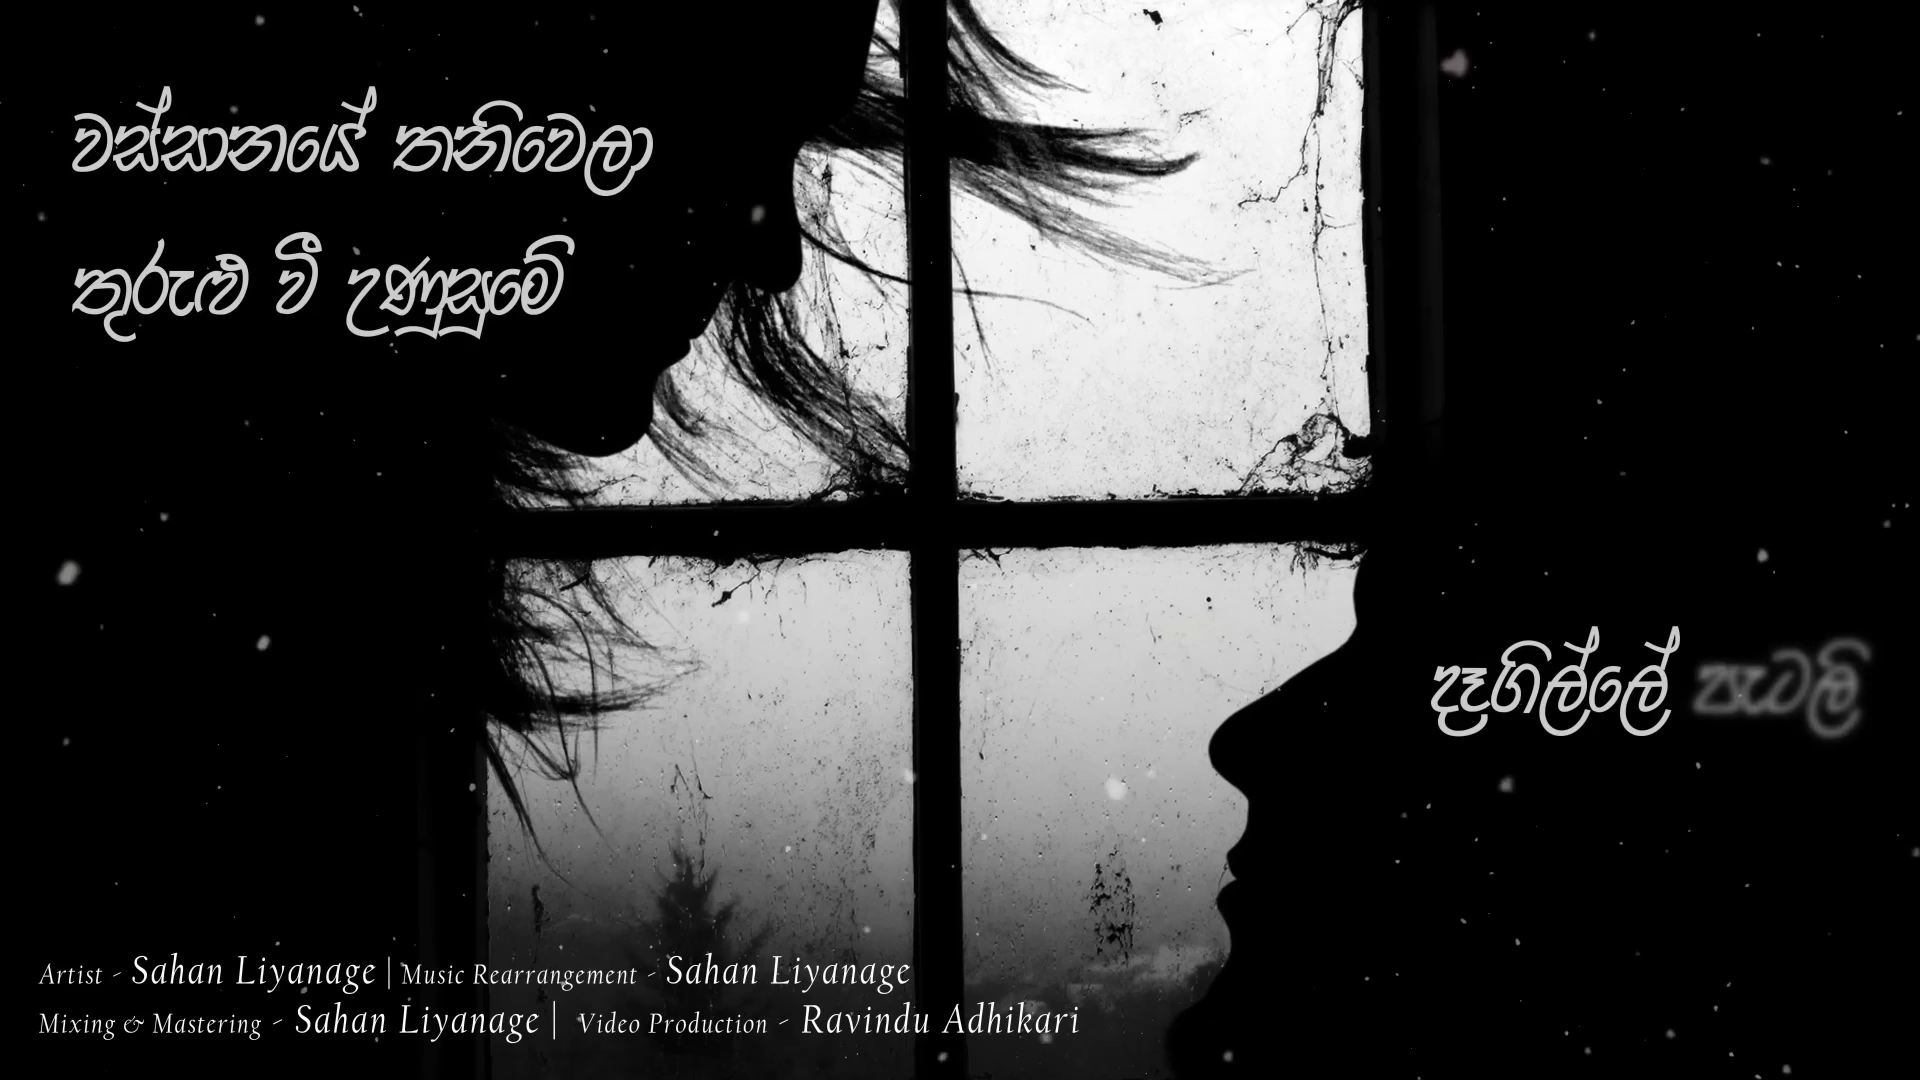 වස්සානයේ තනිවෙලා
තුරුළු වී උණුසුමේ
දෑගිල්ලේ පැටලි
Artist - Sahan Liyanage | Music Rearrangement - Sahan Liyanage
Mixing & Mastering - Sahan Liyanage | Video Production - Ravindu Adhikari